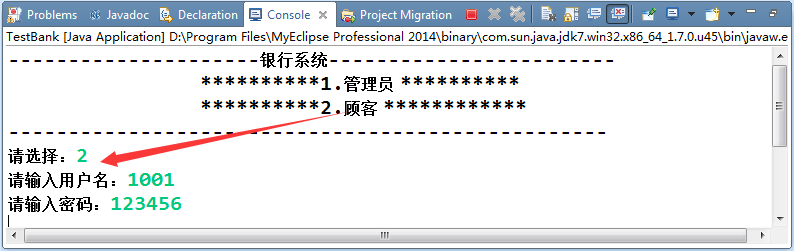 Problems Javadoc Declaration Console Project Migration
TestBank [Java Application] D:\Program Files\MyEclipse Professional 2014\binary\com.sun.java.jdk7.win32.x86_64_1.7.0.u45\bin\javaw.e
---------------------银行系统------------------------
**********1.管理员 **********
**********2.顾客 ************
--------------------------------------------------
请选择：2
请输入用户名：1001
请输入密码：123456